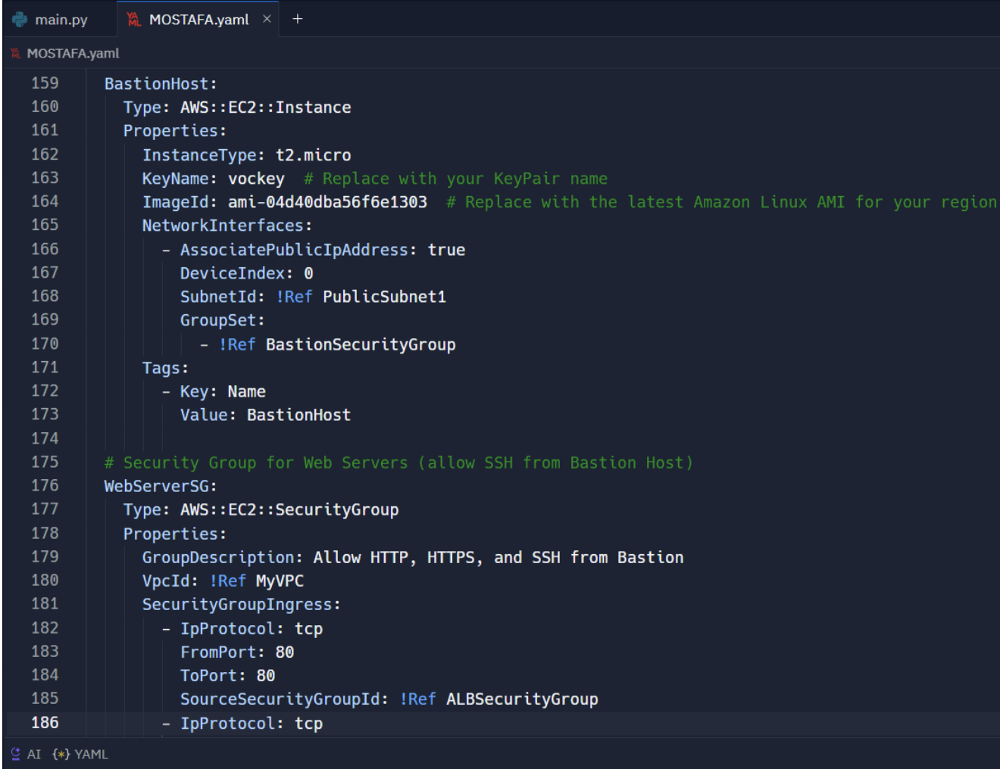 main.py
MOSTAFA.yaml × +
MOSTAFA.yaml
159 BastionHost:
160 Type: AWS::EC2::Instance
161 Properties:
162 InstanceType: t2.micro
163 KeyName: vockey # Replace with your KeyPair name
164 ImageId: ami-04d40dba56f6e1303 # Replace with the latest Amazon Linux AMI for your region
165 NetworkInterfaces:
166 - AssociatePublicIpAddress: true
167 DeviceIndex: 0
168 SubnetId: !Ref PublicSubnet1
169 GroupSet:
170 - !Ref BastionSecurityGroup
171 Tags:
172 - Key: Name
173 Value: BastionHost
174
175 # Security Group for Web Servers (allow SSH from Bastion Host)
176 WebServerSG:
177 Type: AWS::EC2::SecurityGroup
178 Properties:
179 GroupDescription: Allow HTTP, HTTPS, and SSH from Bastion
180 VpcId: !Ref MyVPC
181 SecurityGroupIngress:
182 - IpProtocol: tcp
183 FromPort: 80
184 ToPort: 80
185 SourceSecurityGroupId: !Ref ALBSecurityGroup
186 - IpProtocol: tcp
AI {*} YAML